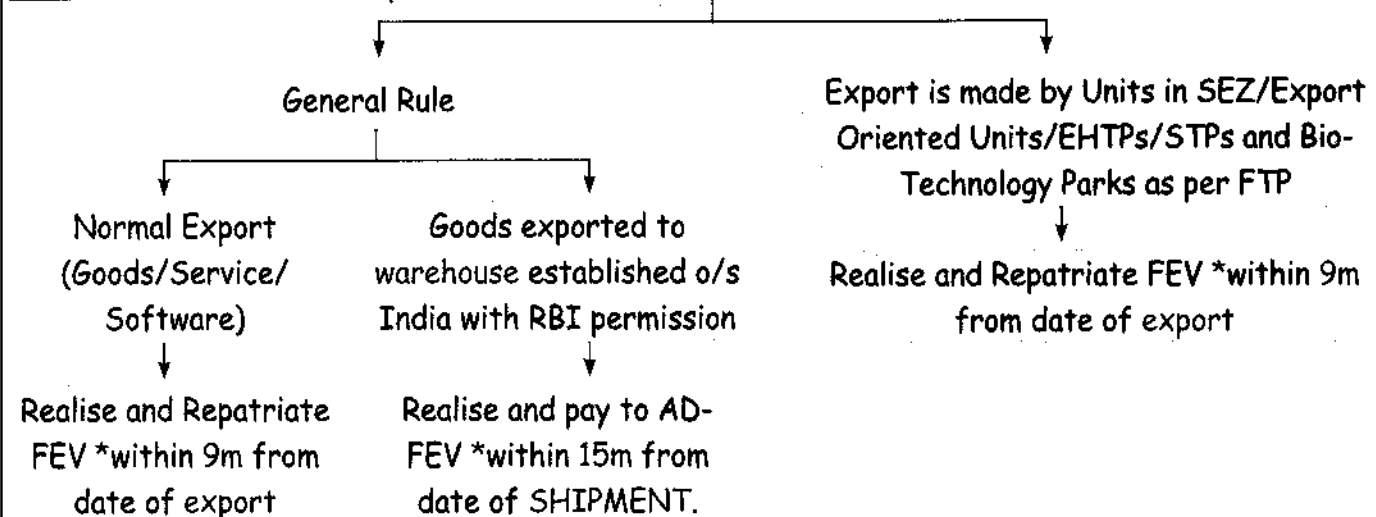 General Rule
Normal Export
(Goods/Service/
Software)
Realise and Repatriate
FEV *within 9m from
date of export
Goods exported to
warehouse established o/s
India with RBI permission
Realise and pay to AD-
FEV *within 15m from
date of SHIPMENT.
Export is made by Units in SEZ/Export
Oriented Units/EHTPs/STPs and Bio-
Technology Parks as per FTP
Realise and Repatriate FEV *within 9m
from date of export